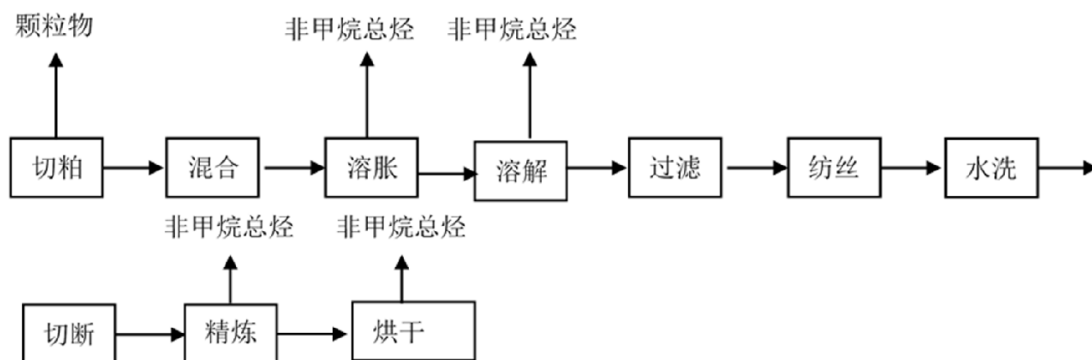 颗粒物
非甲烷总烃
非甲烷总烃
切粕
混合
溶胀
溶解
过滤
纺丝
水洗
非甲烷总烃
非甲烷总烃
切断
精炼
烘干